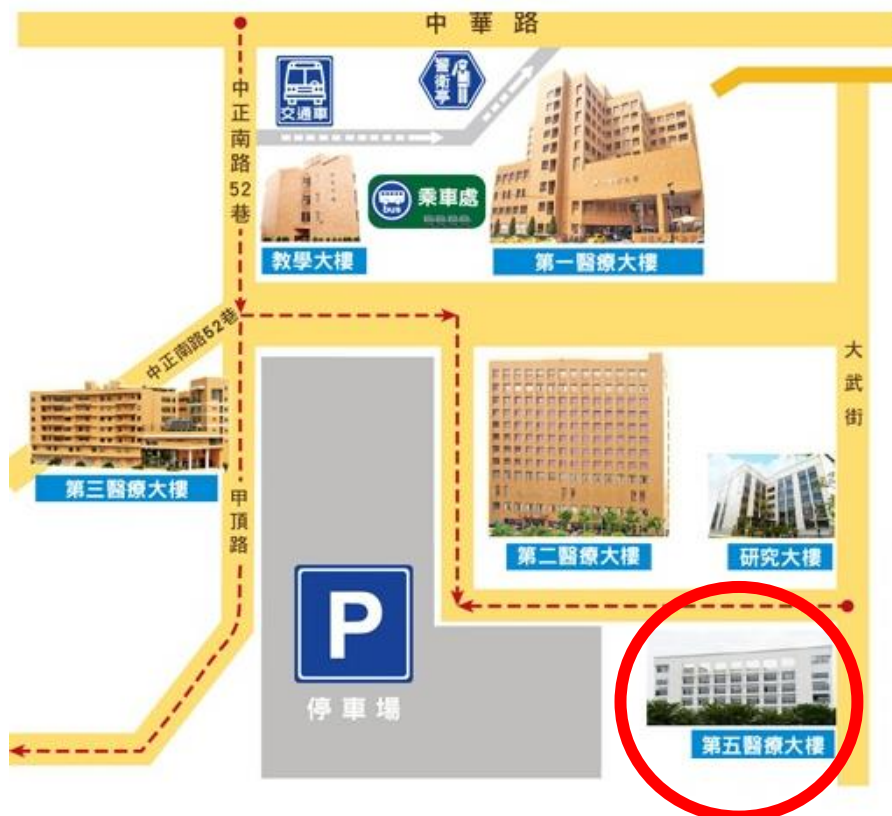 中華路
交通車
警衛亭
中正南路52巷
bus
乘車處
教學大樓
第一醫療大樓
中正南路52巷
大武街
第三醫療大樓
甲頂路
第二醫療大樓
研究大樓
P
停車場
第五醫療大樓